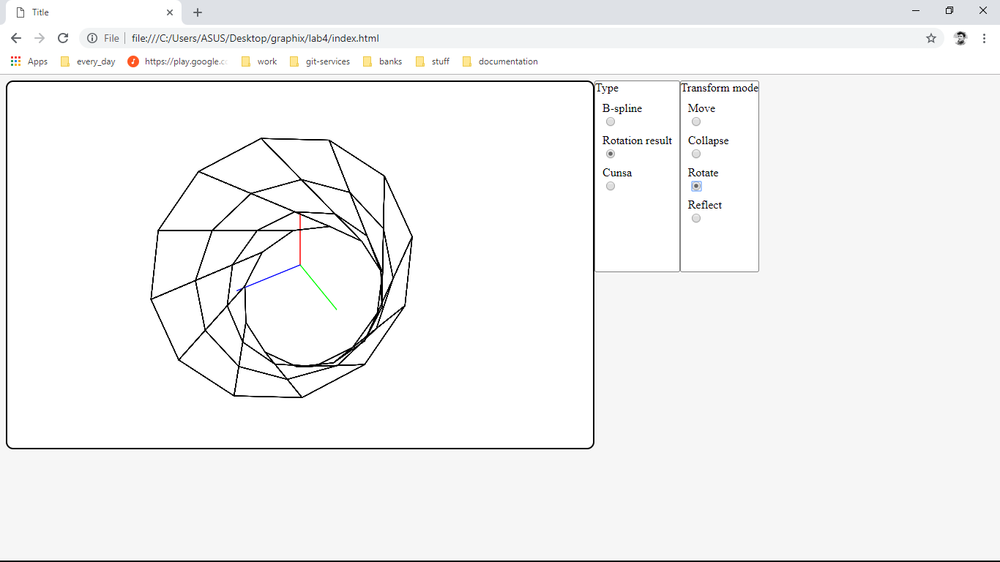 Title
File file:///C:/Users/ASUS/Desktop/graphix/lab4/index.html
Apps every_day https://play.google.cc work git-services banks stuff documentation
Type Transform mode
B-spline Move
Rotation result Collapse
Cunsa Rotate
Reflect